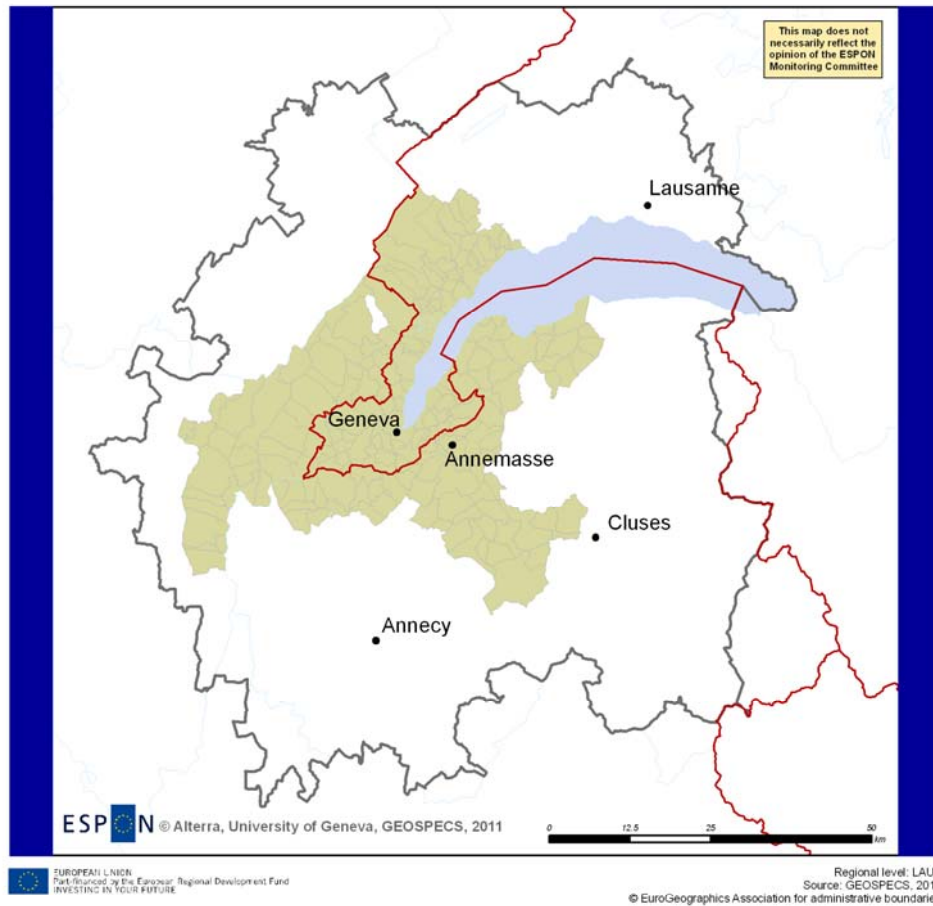 This map does not
necessarily reflect the
opinion of the ESPON
Monitoring Committee
Lausanne
Geneva
Annemasse
Cluses
Annecy
ESPON © Alterra, University of Geneva, GEOSPECS, 2011
0 12.5 25 50
km
EUROPEAN UNION
Part-financed by the European Regional Development Fund
INVESTING IN YOUR FUTURE
Regional level: LAU
Source: GEOSPECS, 201
© EuroGeographics Association for administrative boundarie